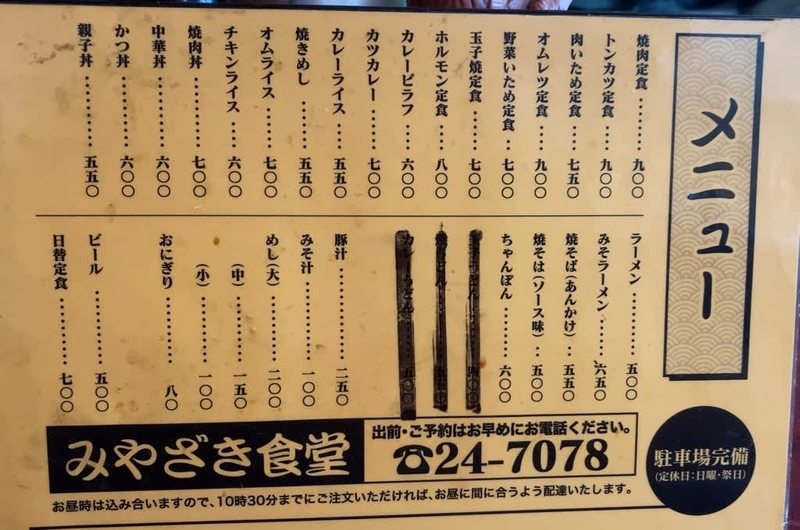 メニュー
焼肉定食…………九〇〇
トンカツ定食……九〇〇
肉いため定食……七五〇
オムレツ定食……九〇〇
野菜いため定食‥七〇〇
玉子焼定食………七〇〇
ホルモン定食……八〇〇
カレーピラフ……六〇〇
カツカレー………七〇〇
カレーライス……五五〇
焼きめし…………五五〇
オムライス………七〇〇
チキンライス……六〇〇
焼肉丼……………七〇〇
中華丼……………六〇〇
かつ丼……………六〇〇
親子丼……………五五〇
ラーメン…………五〇〇
みそラーメン……六五〇
焼そば(あんかけ)‥五五〇
焼そば(ソース味)‥五〇〇
ちゃんぽん………六〇〇
豚汁………………二五〇
みそ汁……………一〇〇
めし(大)…………二〇〇
(中)…………一五〇
(小)…………一〇〇
おにぎり…………八〇
ビール……………五〇〇
日替定食…………七〇〇
みやざき食堂
出前・ご予約はお早めにお電話ください。
☎24-7078
お昼時は込み合いますので、10時30分までにご注文いただければ、お昼に間に合うよう配達いたします。
駐車場完備
(定休日:日曜・祭日)